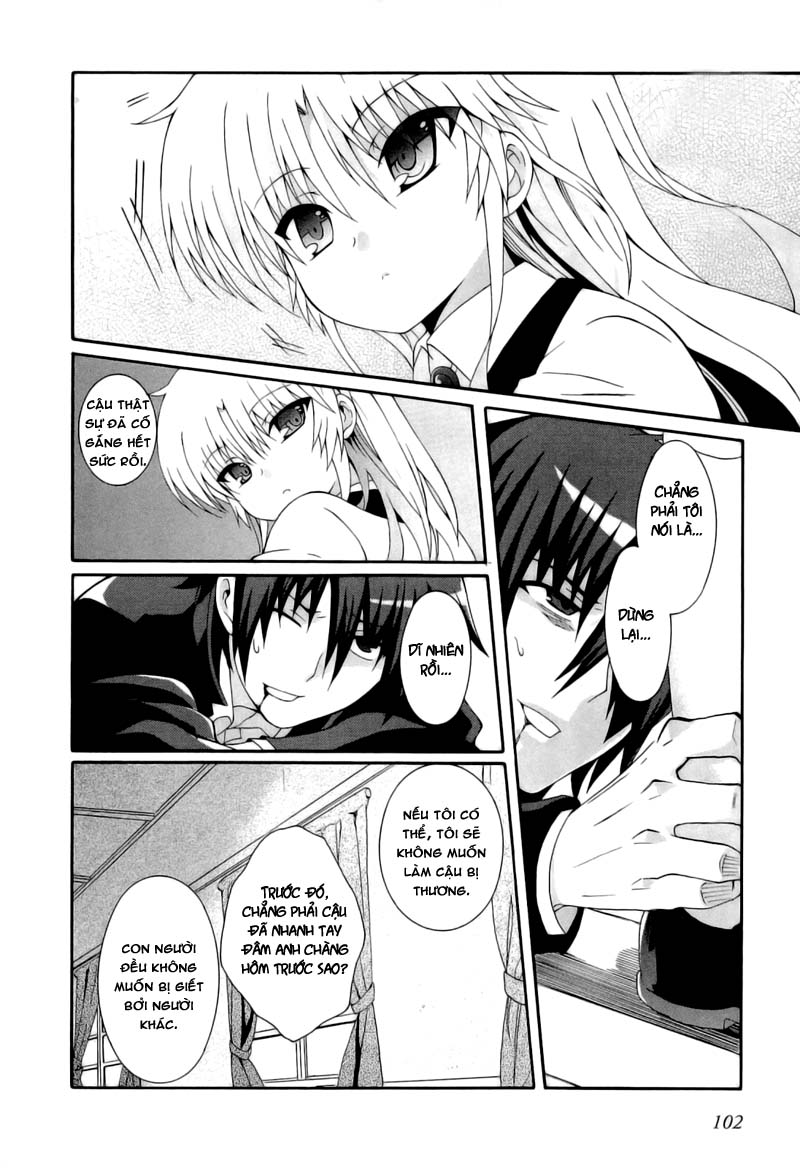 CHẲNG
PHẢI TÔI
NÓI LÀ...
DỪNG
LẠI...
CẬU THẬT
SỰ ĐÃ CỐ
GẮNG HẾT
SỨC RỒI.
DĨ NHIÊN
RỒI...
NẾU TÔI CÓ
THỂ, TÔI SẼ
KHÔNG MUỐN
LÀM CẬU BỊ
THƯƠNG.
TRƯỚC ĐÓ,
CHẲNG PHẢI CẬU
ĐÃ NHANH TAY
ĐÂM ANH CHÀNG
HÔM TRƯỚC SAO?
CON NGƯỜI
ĐỀU KHÔNG
MUỐN BỊ GIẾT
BỞI NGƯỜI
KHÁC.
102